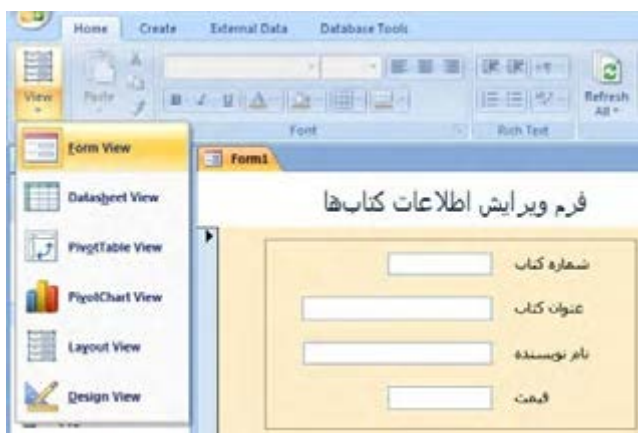 Home Create External Data Database Tools
View Paste B I U A Refresh All
Font Rich Text
Form View
Datasheet View
PivotTable View
PivotChart View
Layout View
Design View
Form1
فرم ویرایش اطلاعات کتاب‌ها
شماره کتاب
عنوان کتاب
نام نویسنده
قیمت